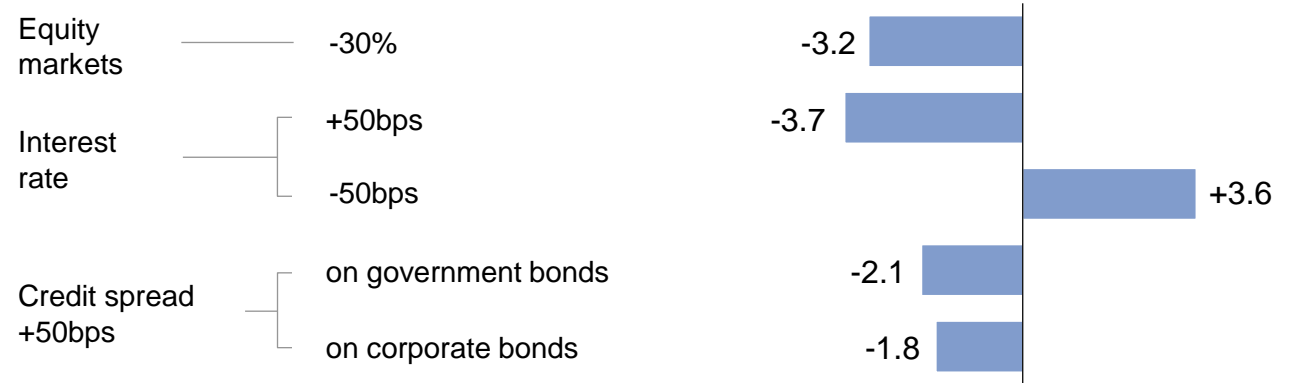 Equity
markets
-30%
-3.2
Interest
rate
+50bps
-3.7
-50bps
+3.6
Credit spread
+50bps
on government bonds
-2.1
on corporate bonds
-1.8